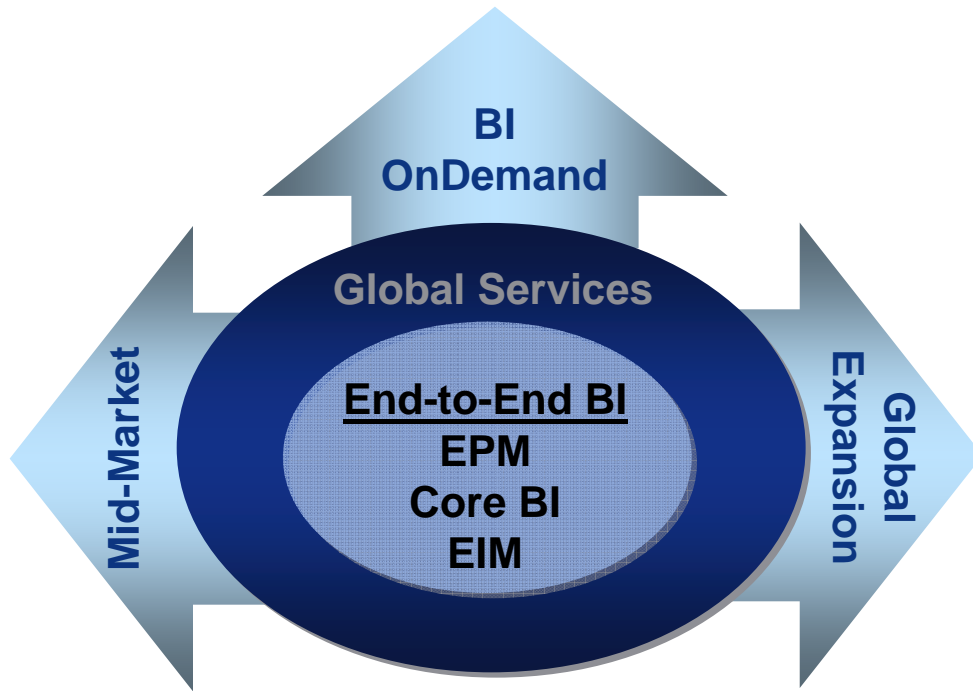 BI
OnDemand
Global Services
Mid-Market
End-to-End BI
EPM
Core BI
EIM
Global
Expansion